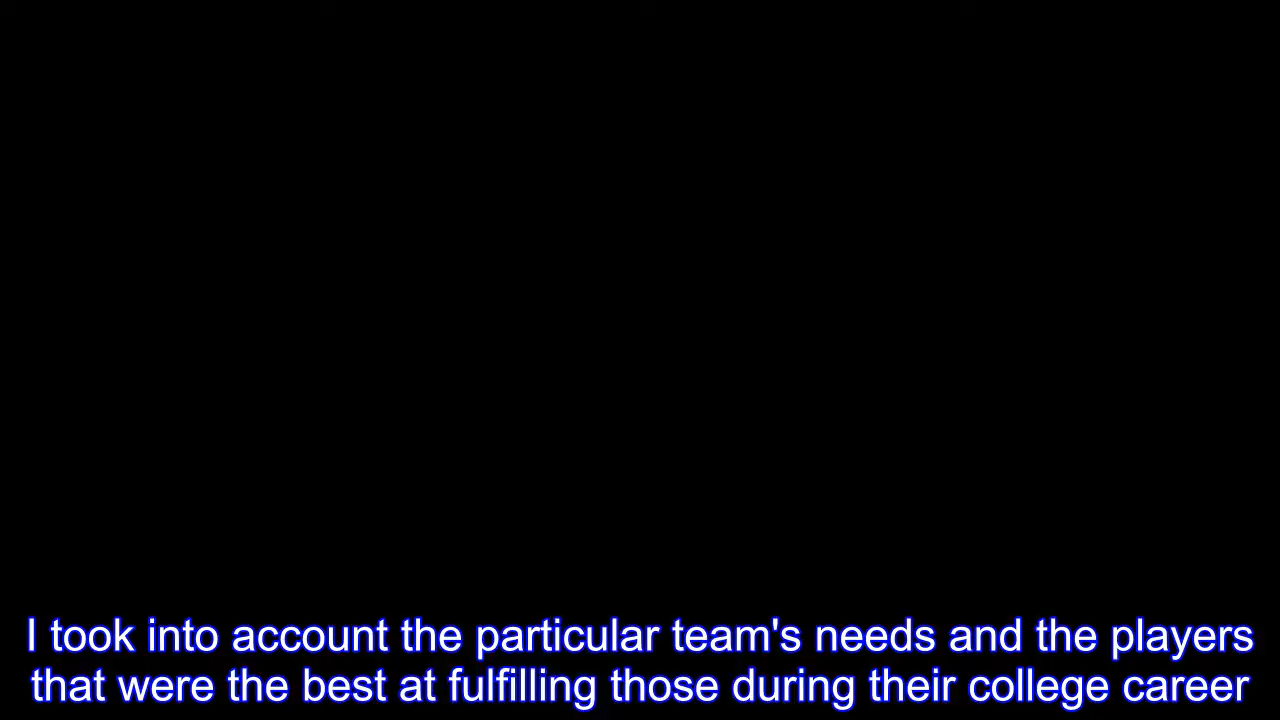 I took into account the particular team's needs and the players
that were the best at fulfilling those during their college career